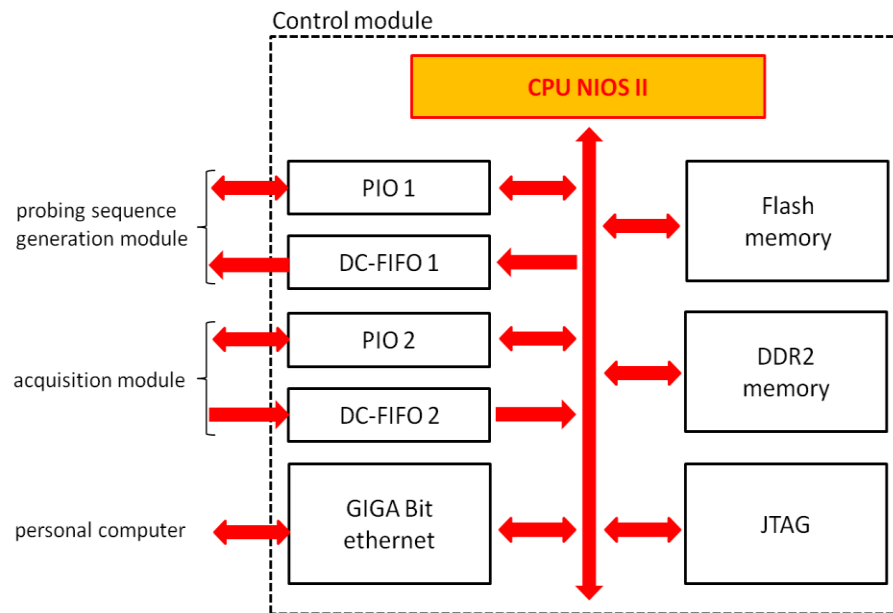 Control module
CPU NIOS II
probing sequence
generation module
PIO 1
DC-FIFO 1
Flash
memory
acquisition module
PIO 2
DC-FIFO 2
DDR2
memory
personal computer
GIGA Bit
ethernet
JTAG